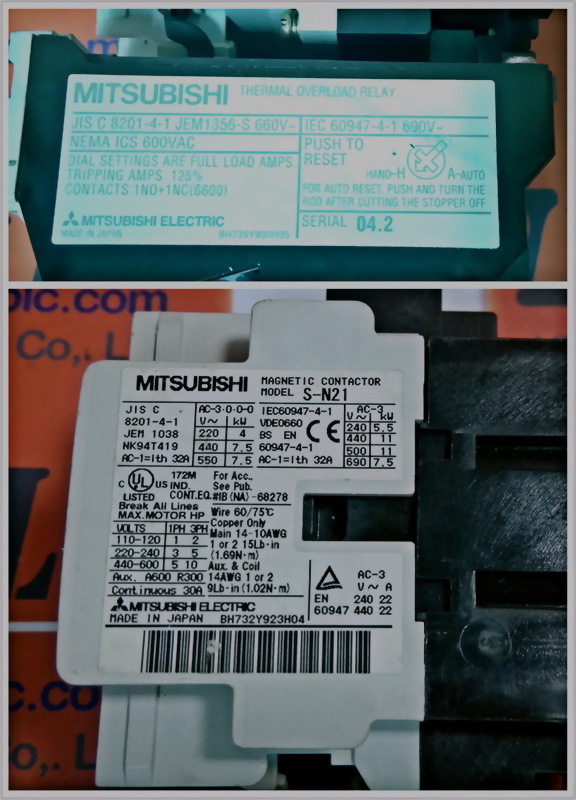 MITSUBISHI THERMAL OVERLOAD RELAY
JIS C 8201-4-1 JEM1356-S 660V~ IEC 60947-4-1 690V~
NEMA ICS 600VAC
DIAL SETTINGS ARE FULL LOAD AMPS
TRIPPING AMPS 125%
CONTACTS.1NO+1NC(B600)
PUSH TO
RESET
HAND-H A-AUTO
FOR AUTO RESET. PUSH AND TURN THE
ROD AFTER CUTTING THE STOPPER OFF
MITSUBISHI ELECTRIC
MADE IN JAPAN
SERIAL 04.2
pic.com
Co., L
MITSUBISHI MAGNETIC CONTACTOR
MODEL S-N21
JIS C
8201-4-1
JEM 1038
NK94T419
AC-1=Ith 32A
AC-3·0·0-0
V~ kW
220 4
440 7.5
550 7.5
IEC60947-4-1
VDE0660
BS EN
60947-4-1
AC-1=Ith 32A
CE
AC-3
V~ kW
240 5.5
440 11
500 11
690 7.5
C UL US
LISTED
172M
IND.
CONT.EQ.
For Acc.,
See Pub.
#IB(NA)-68278
Break All Lines
MAX.MOTOR HP
VOLTS 1PH 3PH
110-120 1 2
220-240 3 5
440-600 5 10
Aux. A600 R300
Continuous 30A
Wire 60/75℃
Copper Only
Main 14-10AWG
1 or 2 15Lb·in
(1.69N·m)
Aux. & Coil
14AWG 1 or 2
9Lb·in(1.02N·m)
AC-3
V~ A
EN 240 22
60947 440 22
MITSUBISHI ELECTRIC
MADE IN JAPAN BH732Y923H04
o., L